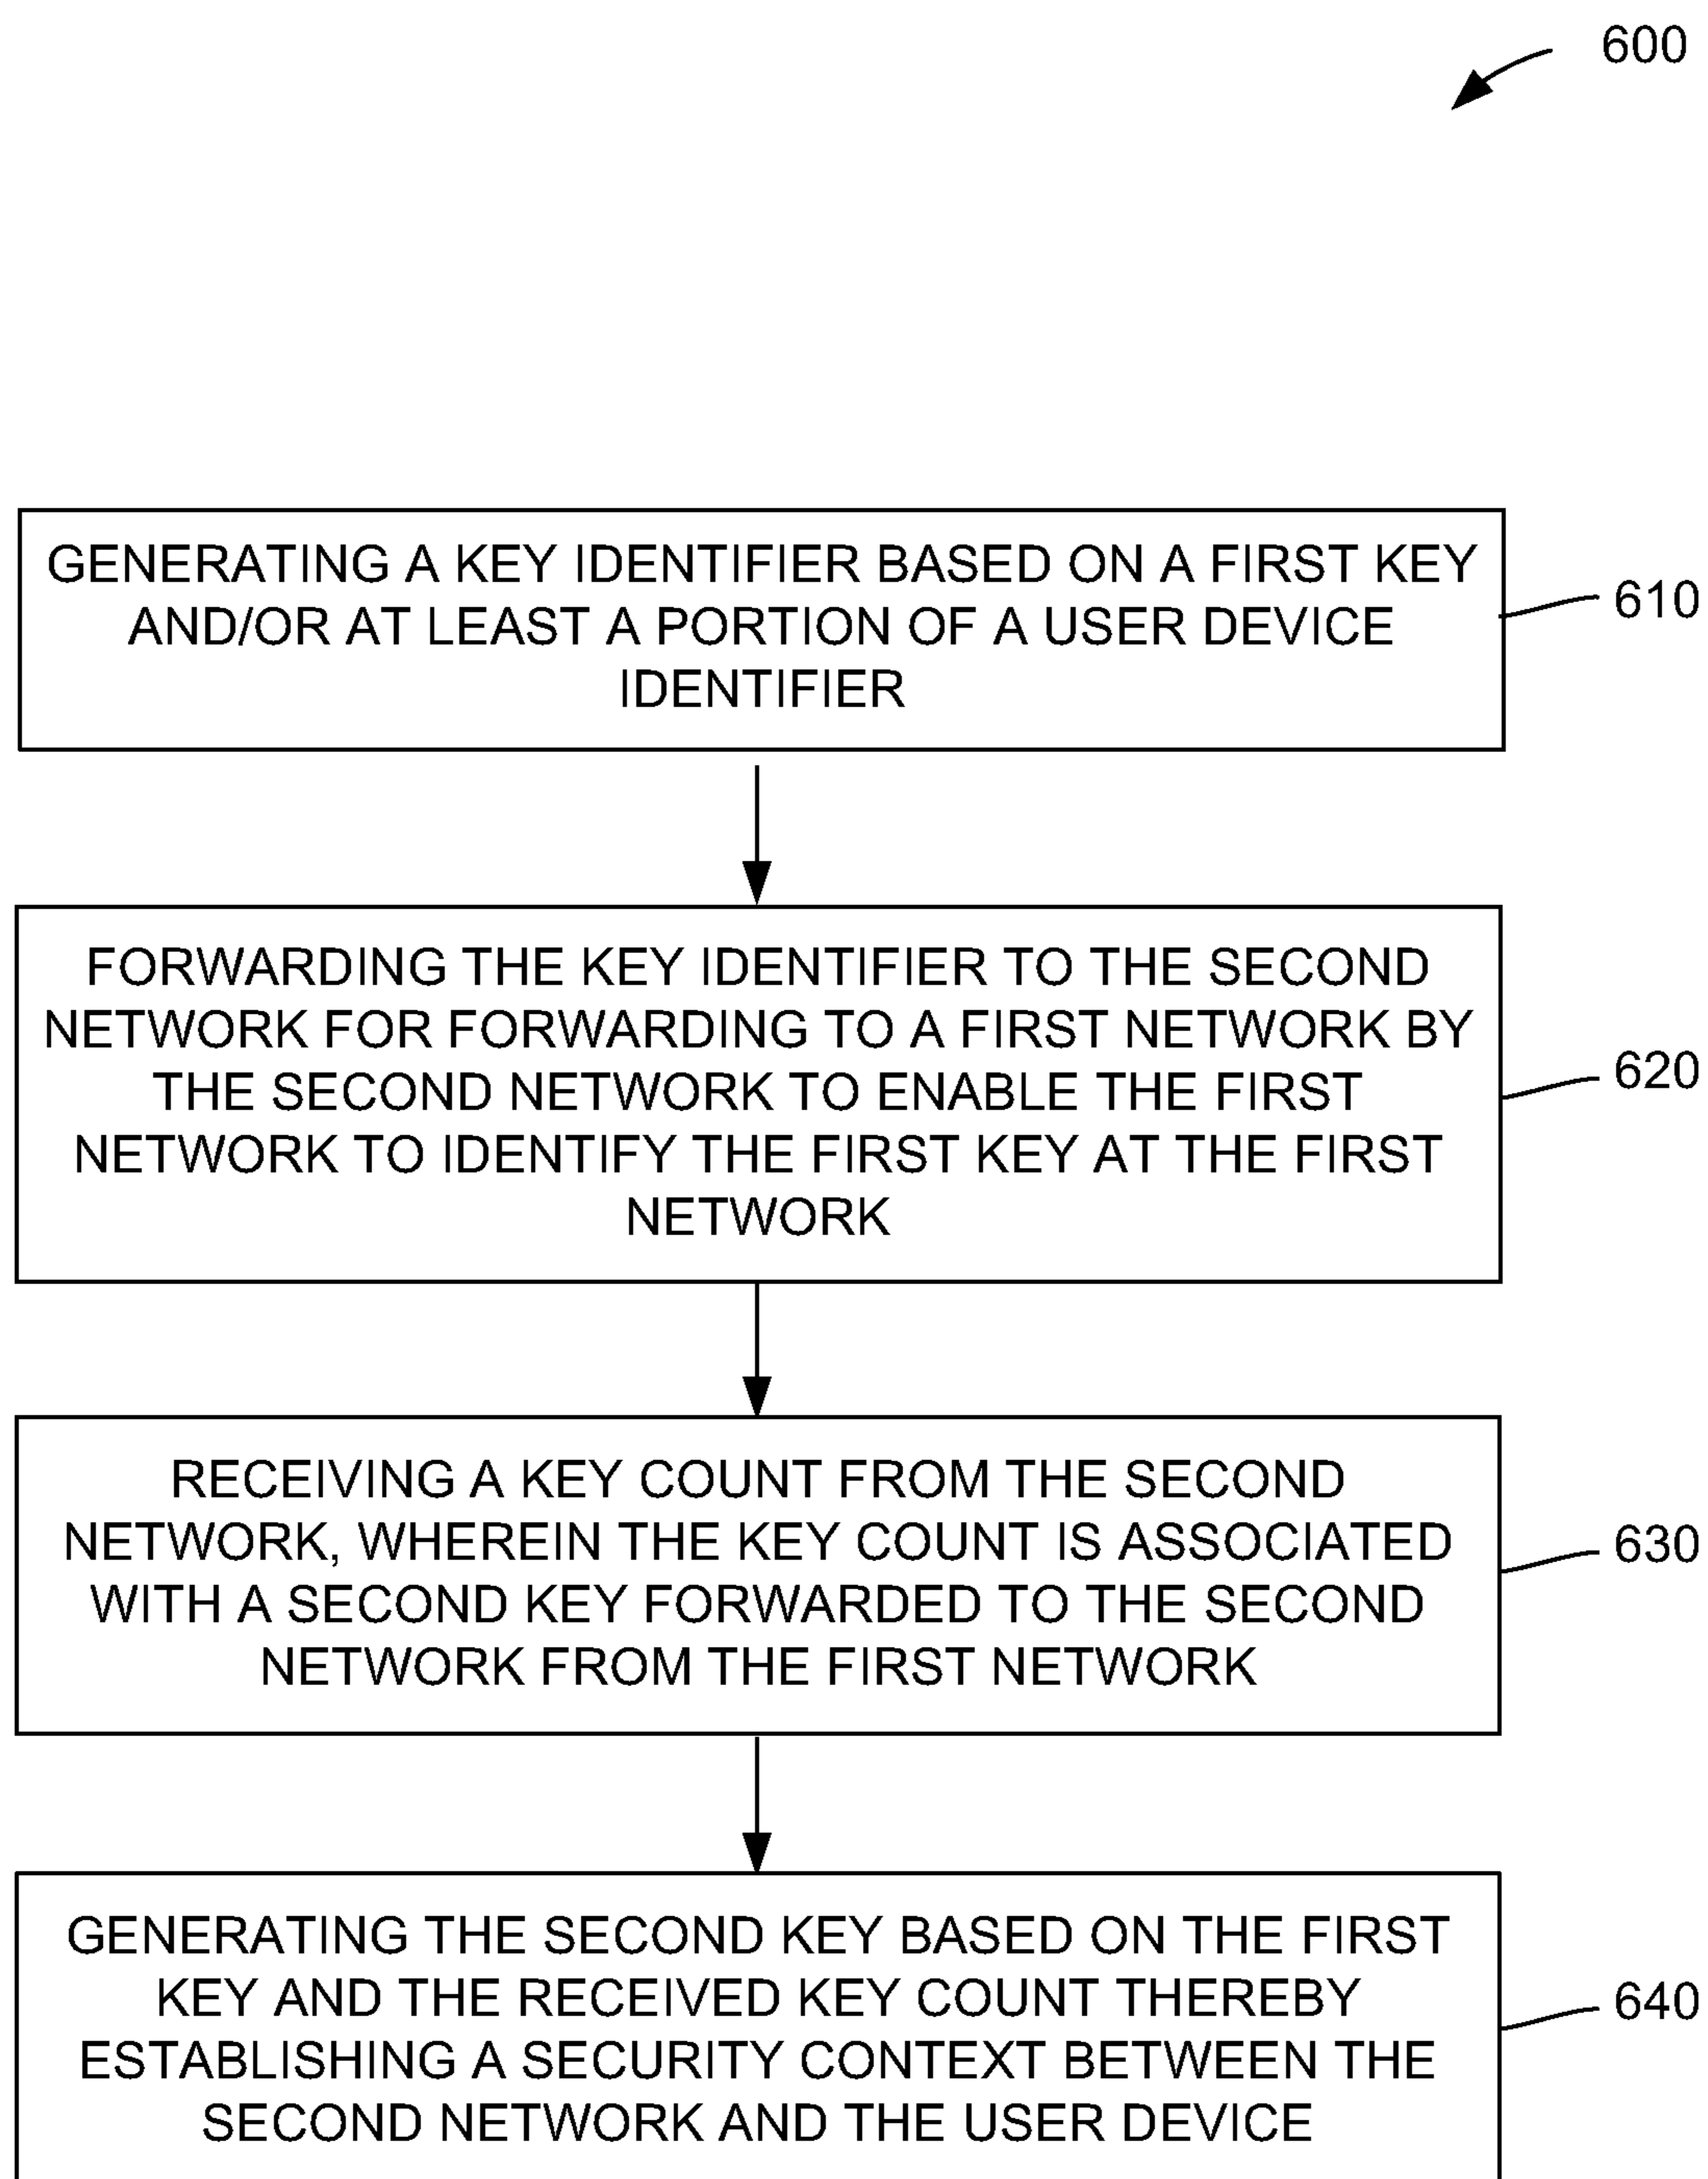 600
GENERATING A KEY IDENTIFIER BASED ON A FIRST KEY
AND/OR AT LEAST A PORTION OF A USER DEVICE
IDENTIFIER
610
FORWARDING THE KEY IDENTIFIER TO THE SECOND
NETWORK FOR FORWARDING TO A FIRST NETWORK BY
THE SECOND NETWORK TO ENABLE THE FIRST
NETWORK TO IDENTIFY THE FIRST KEY AT THE FIRST
NETWORK
620
RECEIVING A KEY COUNT FROM THE SECOND
NETWORK, WHEREIN THE KEY COUNT IS ASSOCIATED
WITH A SECOND KEY FORWARDED TO THE SECOND
NETWORK FROM THE FIRST NETWORK
630
GENERATING THE SECOND KEY BASED ON THE FIRST
KEY AND THE RECEIVED KEY COUNT THEREBY
ESTABLISHING A SECURITY CONTEXT BETWEEN THE
SECOND NETWORK AND THE USER DEVICE
640